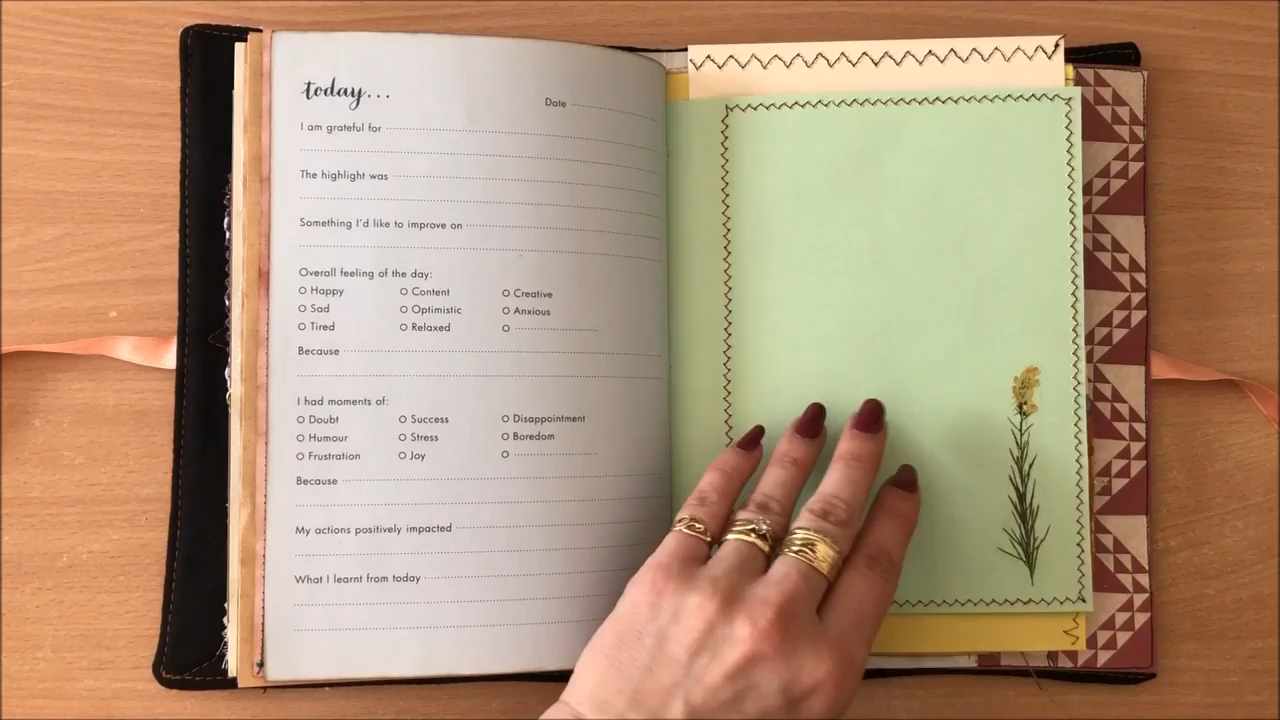 today...
Date
I am grateful for
The highlight was
Something I'd like to improve on
Overall feeling of the day:
Happy Content Creative
Sad Optimistic Anxious
Tired Relaxed
Because
I had moments of:
Doubt Success Disappointment
Humour Stress Boredom
Frustration Joy
Because
My actions positively impacted
What I learnt from today